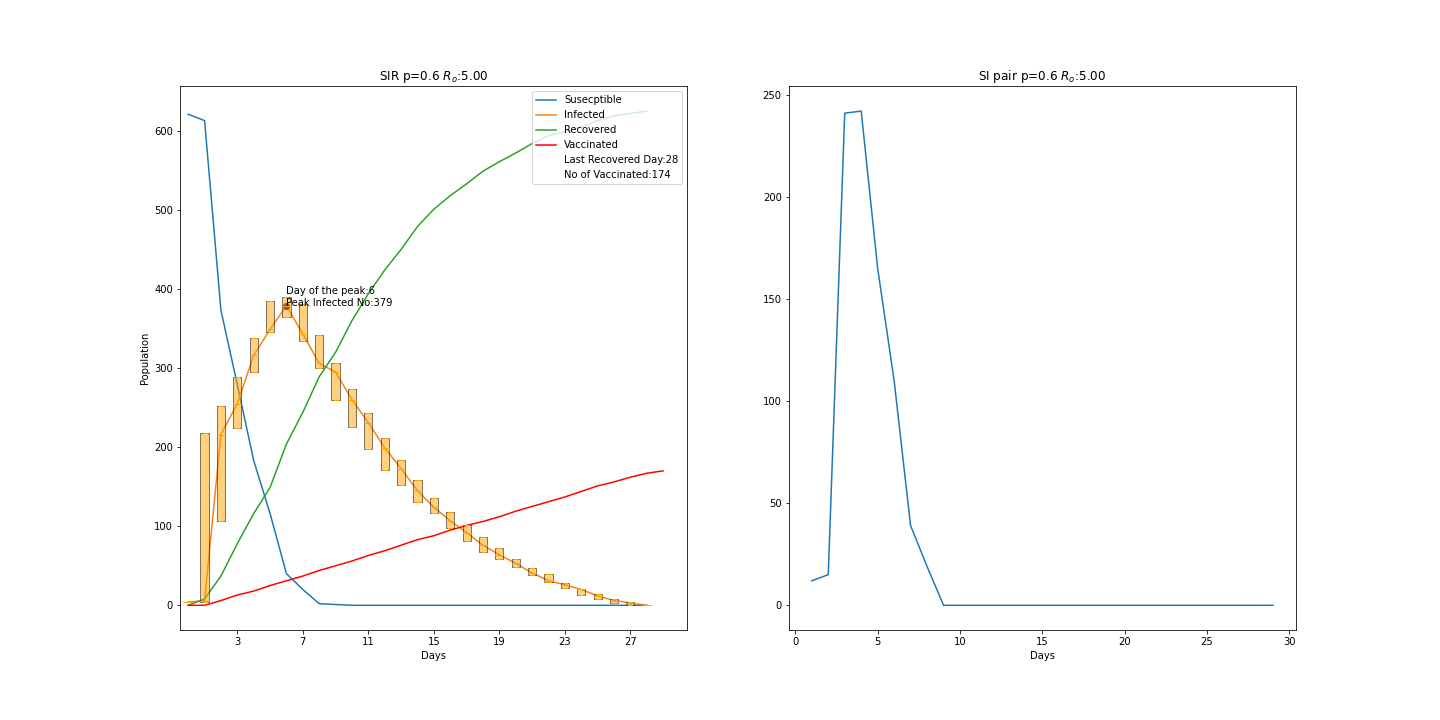 SIR p=0.6 Rₒ:5.00
Susecptible
Infected
Recovered
Vaccinated
Last Recovered Day:28
No of Vaccinated:174
Day of the peak:6
Peak Infected No:379
Population
600
500
400
300
200
100
0
3 7 11 15 19 23 27
Days
SI pair p=0.6 Rₒ:5.00
250
200
150
100
50
0
0 5 10 15 20 25 30
Days